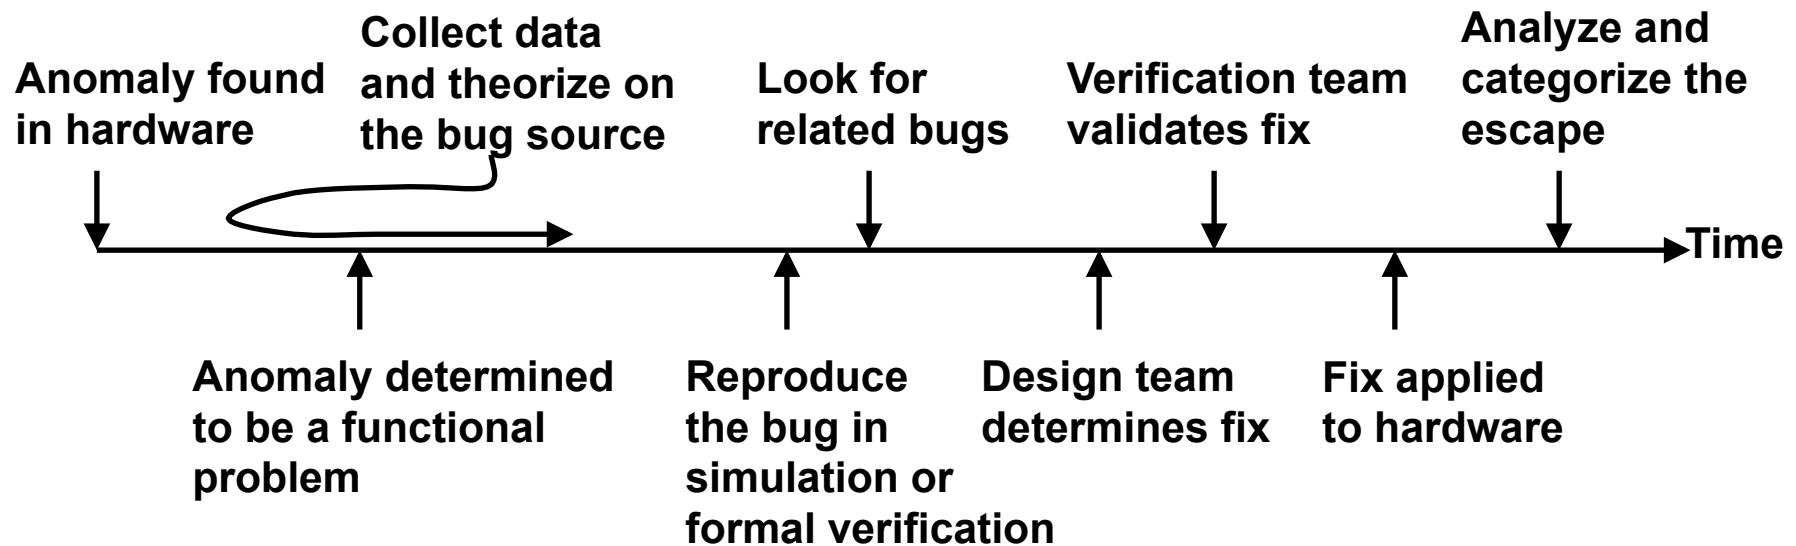 Anomaly found
in hardware
Collect data
and theorize on
the bug source
Look for
related bugs
Verification team
validates fix
Analyze and
categorize the
escape
Time
Anomaly determined
to be a functional
problem
Reproduce
the bug in
simulation or
formal verification
Design team
determines fix
Fix applied
to hardware